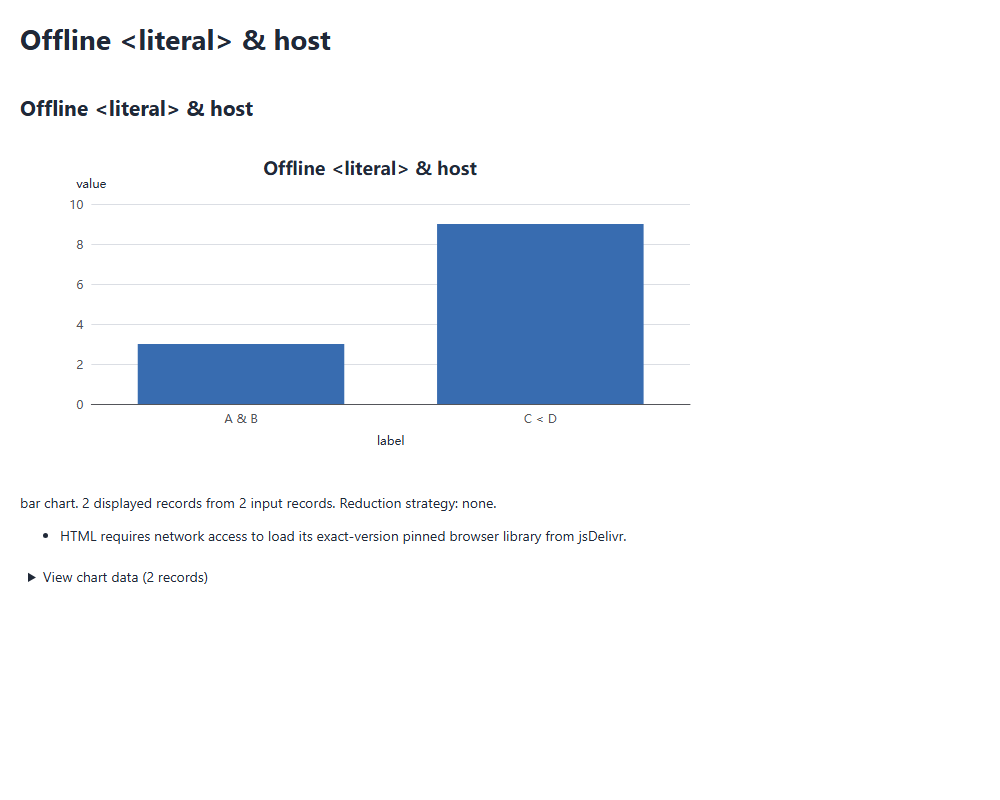 Offline <literal> & host
Offline <literal> & host
Offline <literal> & host
value
10
8
6
4
2
0
A & B
C < D
label
bar chart. 2 displayed records from 2 input records. Reduction strategy: none.
• HTML requires network access to load its exact-version pinned browser library from jsDelivr.
▶ View chart data (2 records)